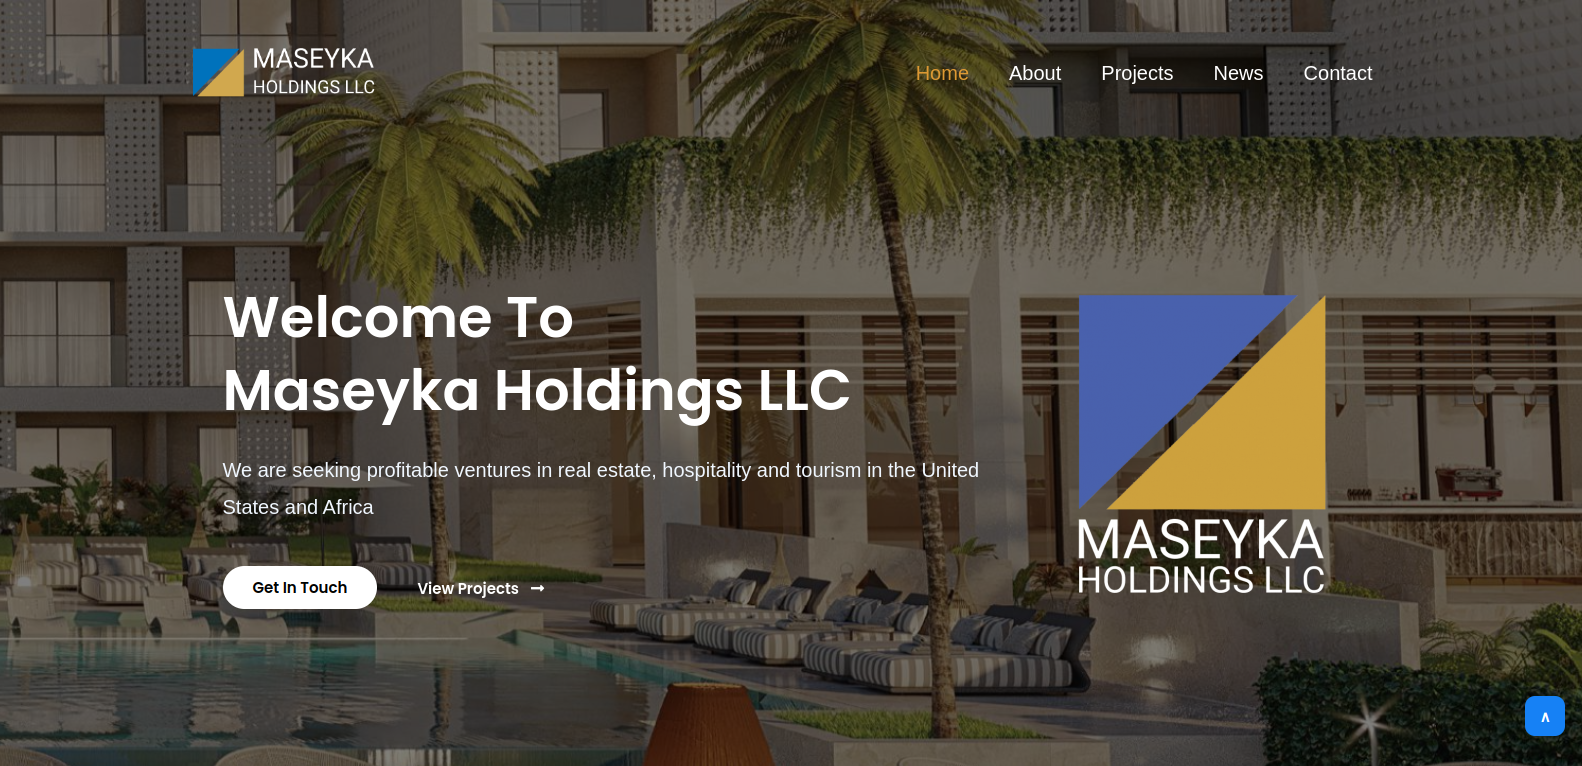 MASEYKA
HOLDINGS LLC
Home About Projects News Contact
Welcome To
Maseyka Holdings LLC
We are seeking profitable ventures in real estate, hospitality and tourism in the United
States and Africa
Get In Touch View Projects
MASEYKA
HOLDINGS LLC